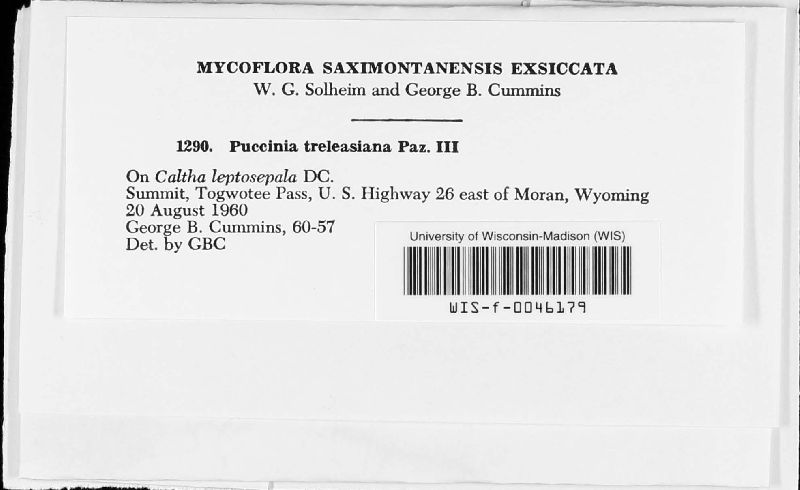 MYCOFLORA SAXIMONTANENSIS EXSICCATA
W. G. Solheim and George B. Cummins
1290. Puccinia treleasiana Paz. III
On Caltha leptosepala DC.
Summit, Togwotee Pass, U. S. Highway 26 east of Moran, Wyoming
20 August 1960
George B. Cummins, 60-57
Det. by GBC
University of Wisconsin-Madison (WIS)
WIS-f-0046179